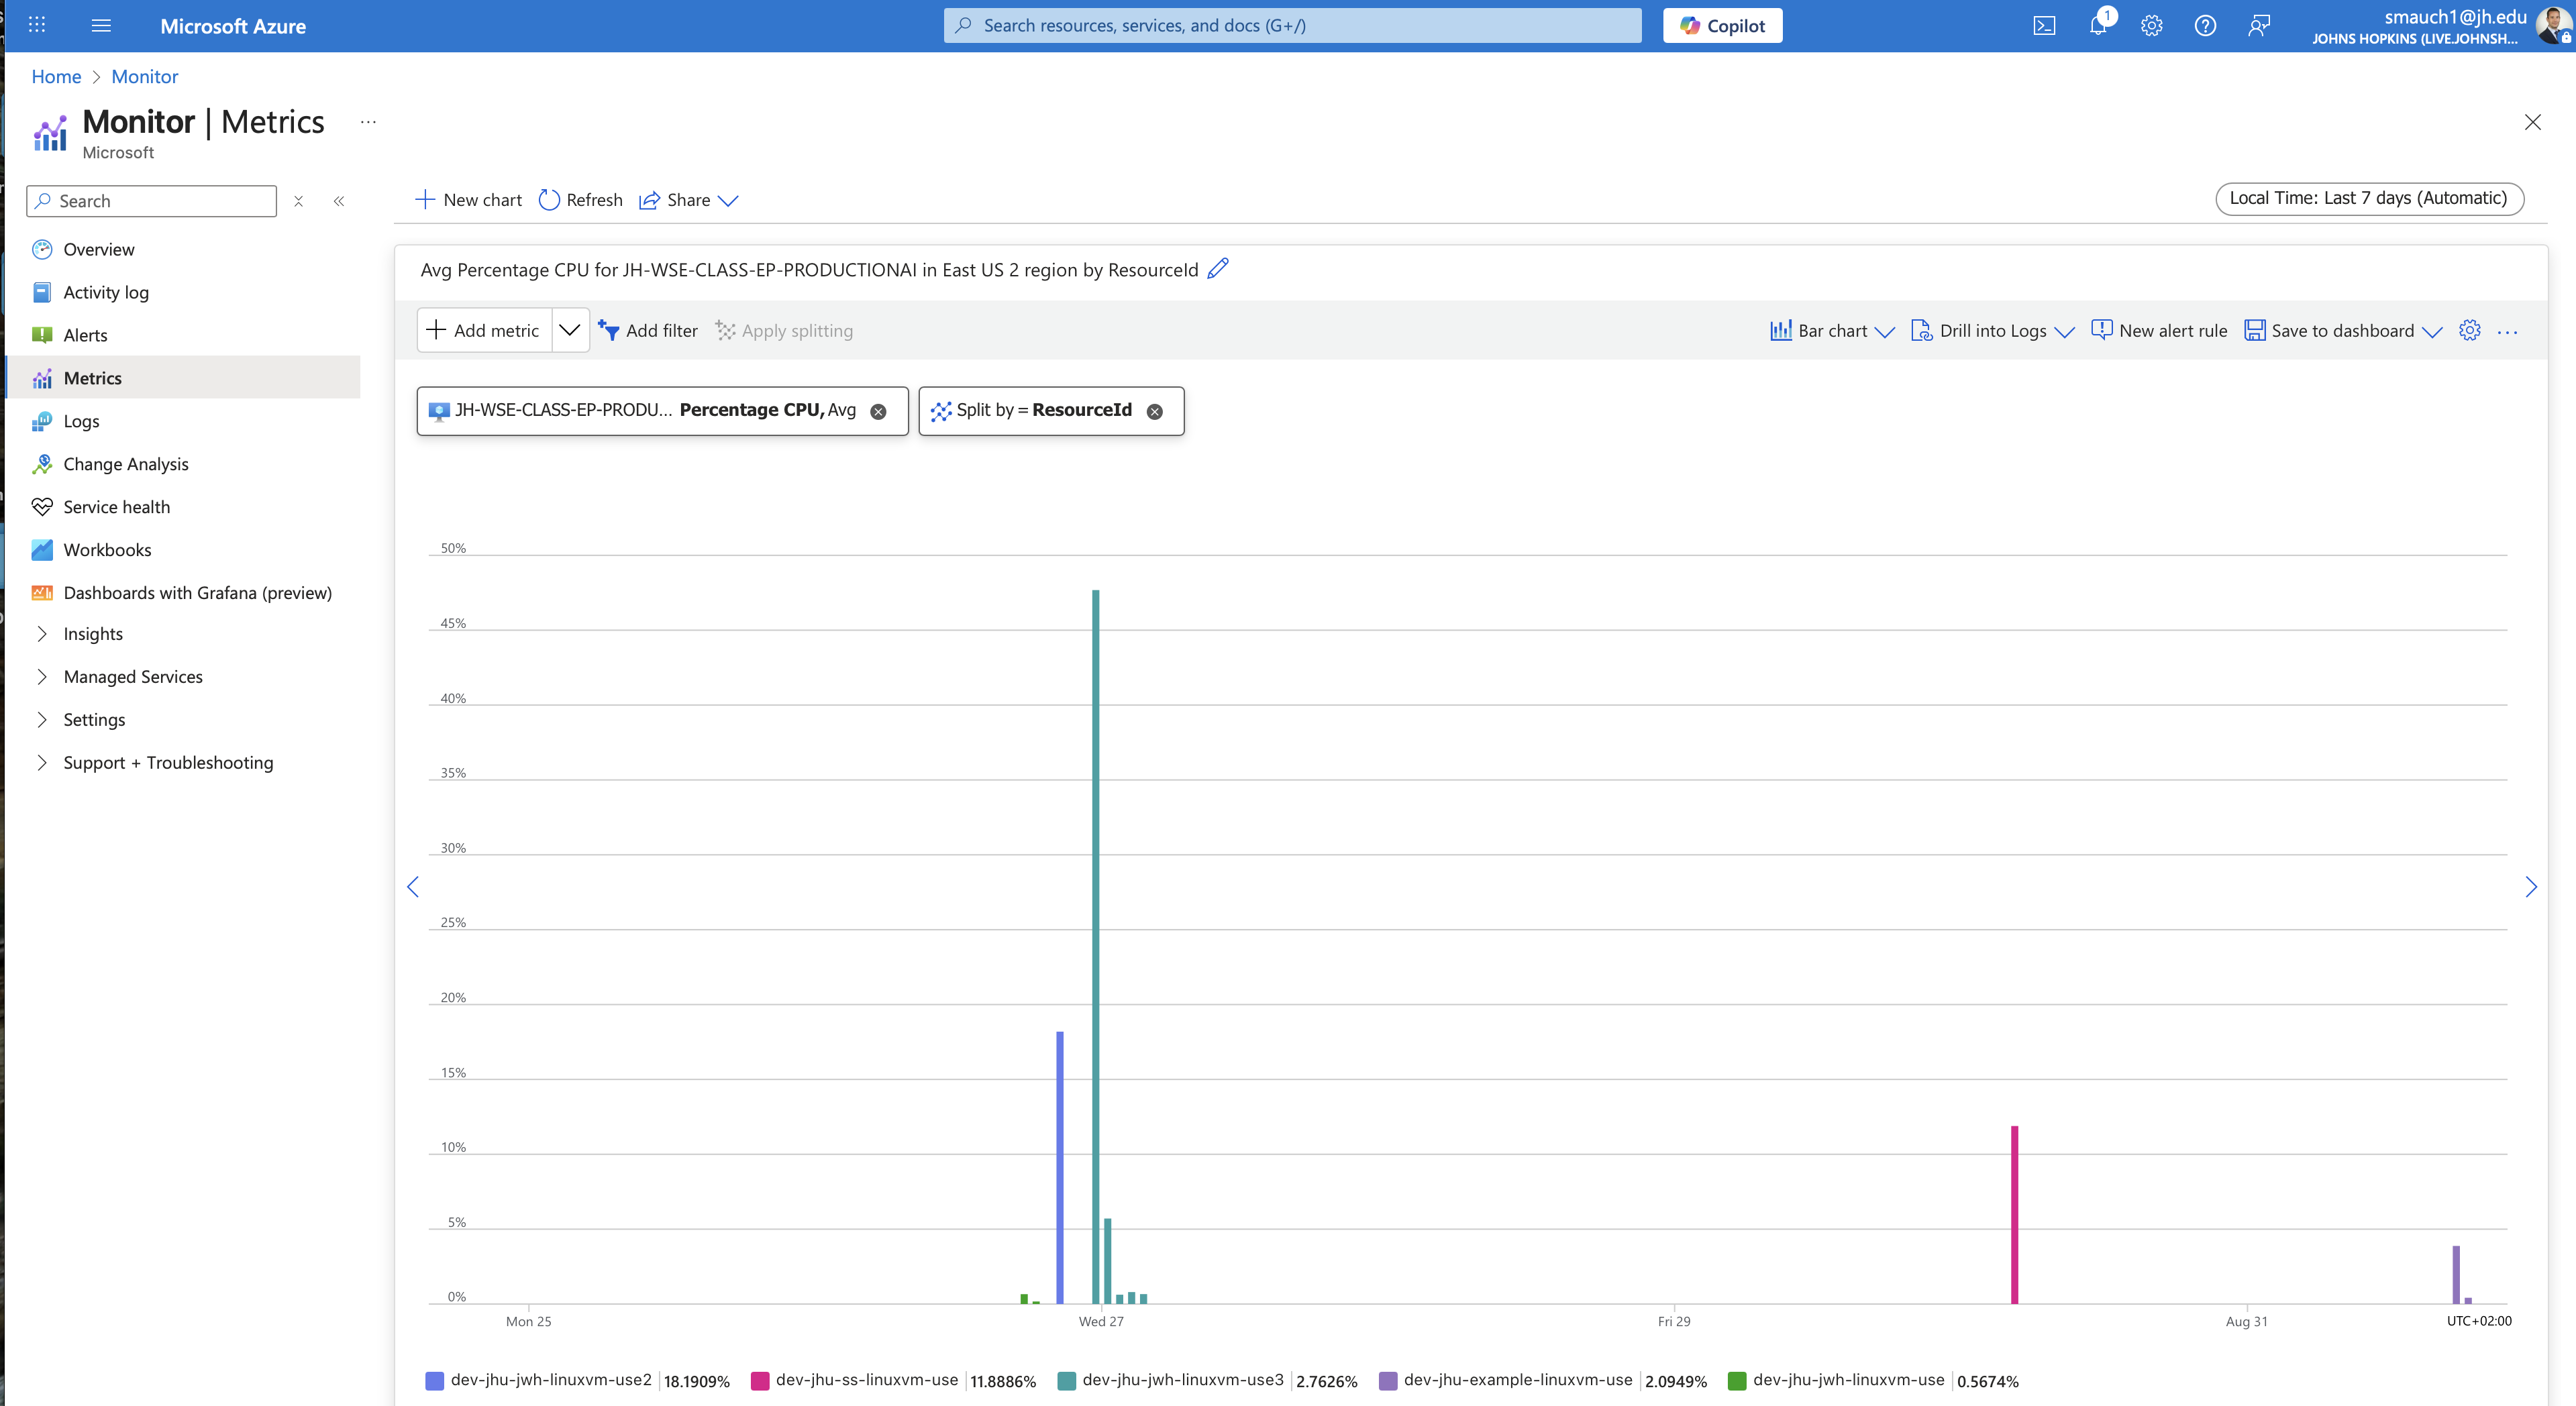 Microsoft Azure
Search resources, services, and docs (G+/)
Copilot
1
smauch1@jh.edu
JOHNS HOPKINS (LIVE.JOHNSH...
Home > Monitor
Monitor | Metrics ...
Microsoft
Search
New chart
Refresh
Share
Local Time: Last 7 days (Automatic)
Overview
Activity log
Alerts
Metrics
Logs
Change Analysis
Service health
Workbooks
Dashboards with Grafana (preview)
Insights
Managed Services
Settings
Support + Troubleshooting
Avg Percentage CPU for JH-WSE-CLASS-EP-PRODUCTIONAI in East US 2 region by ResourceId
Add metric
Add filter
Apply splitting
Bar chart
Drill into Logs
New alert rule
Save to dashboard
...
JH-WSE-CLASS-EP-PRODU... Percentage CPU, Avg
Split by = ResourceId
50%
45%
40%
35%
30%
25%
20%
15%
10%
5%
0%
Mon 25
Wed 27
Fri 29
Aug 31
UTC+02:00
dev-jhu-jwh-linuxvm-use2 | 18.1909%
dev-jhu-ss-linuxvm-use | 11.8886%
dev-jhu-jwh-linuxvm-use3 | 2.7626%
dev-jhu-example-linuxvm-use | 2.0949%
dev-jhu-jwh-linuxvm-use | 0.5674%